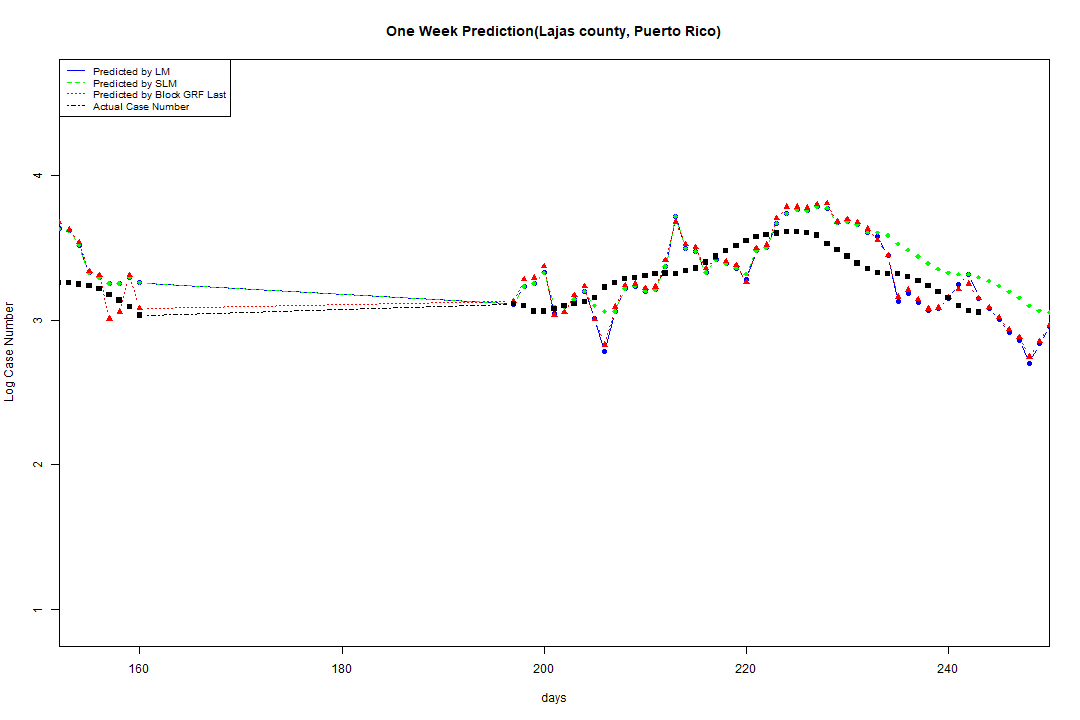 One Week Prediction(Lajas county, Puerto Rico)
Predicted by LM
Predicted by SLM
Predicted by Block GRF Last
Actual Case Number
4
3
2
1
Log Case Number
160 180 200 220 240
days